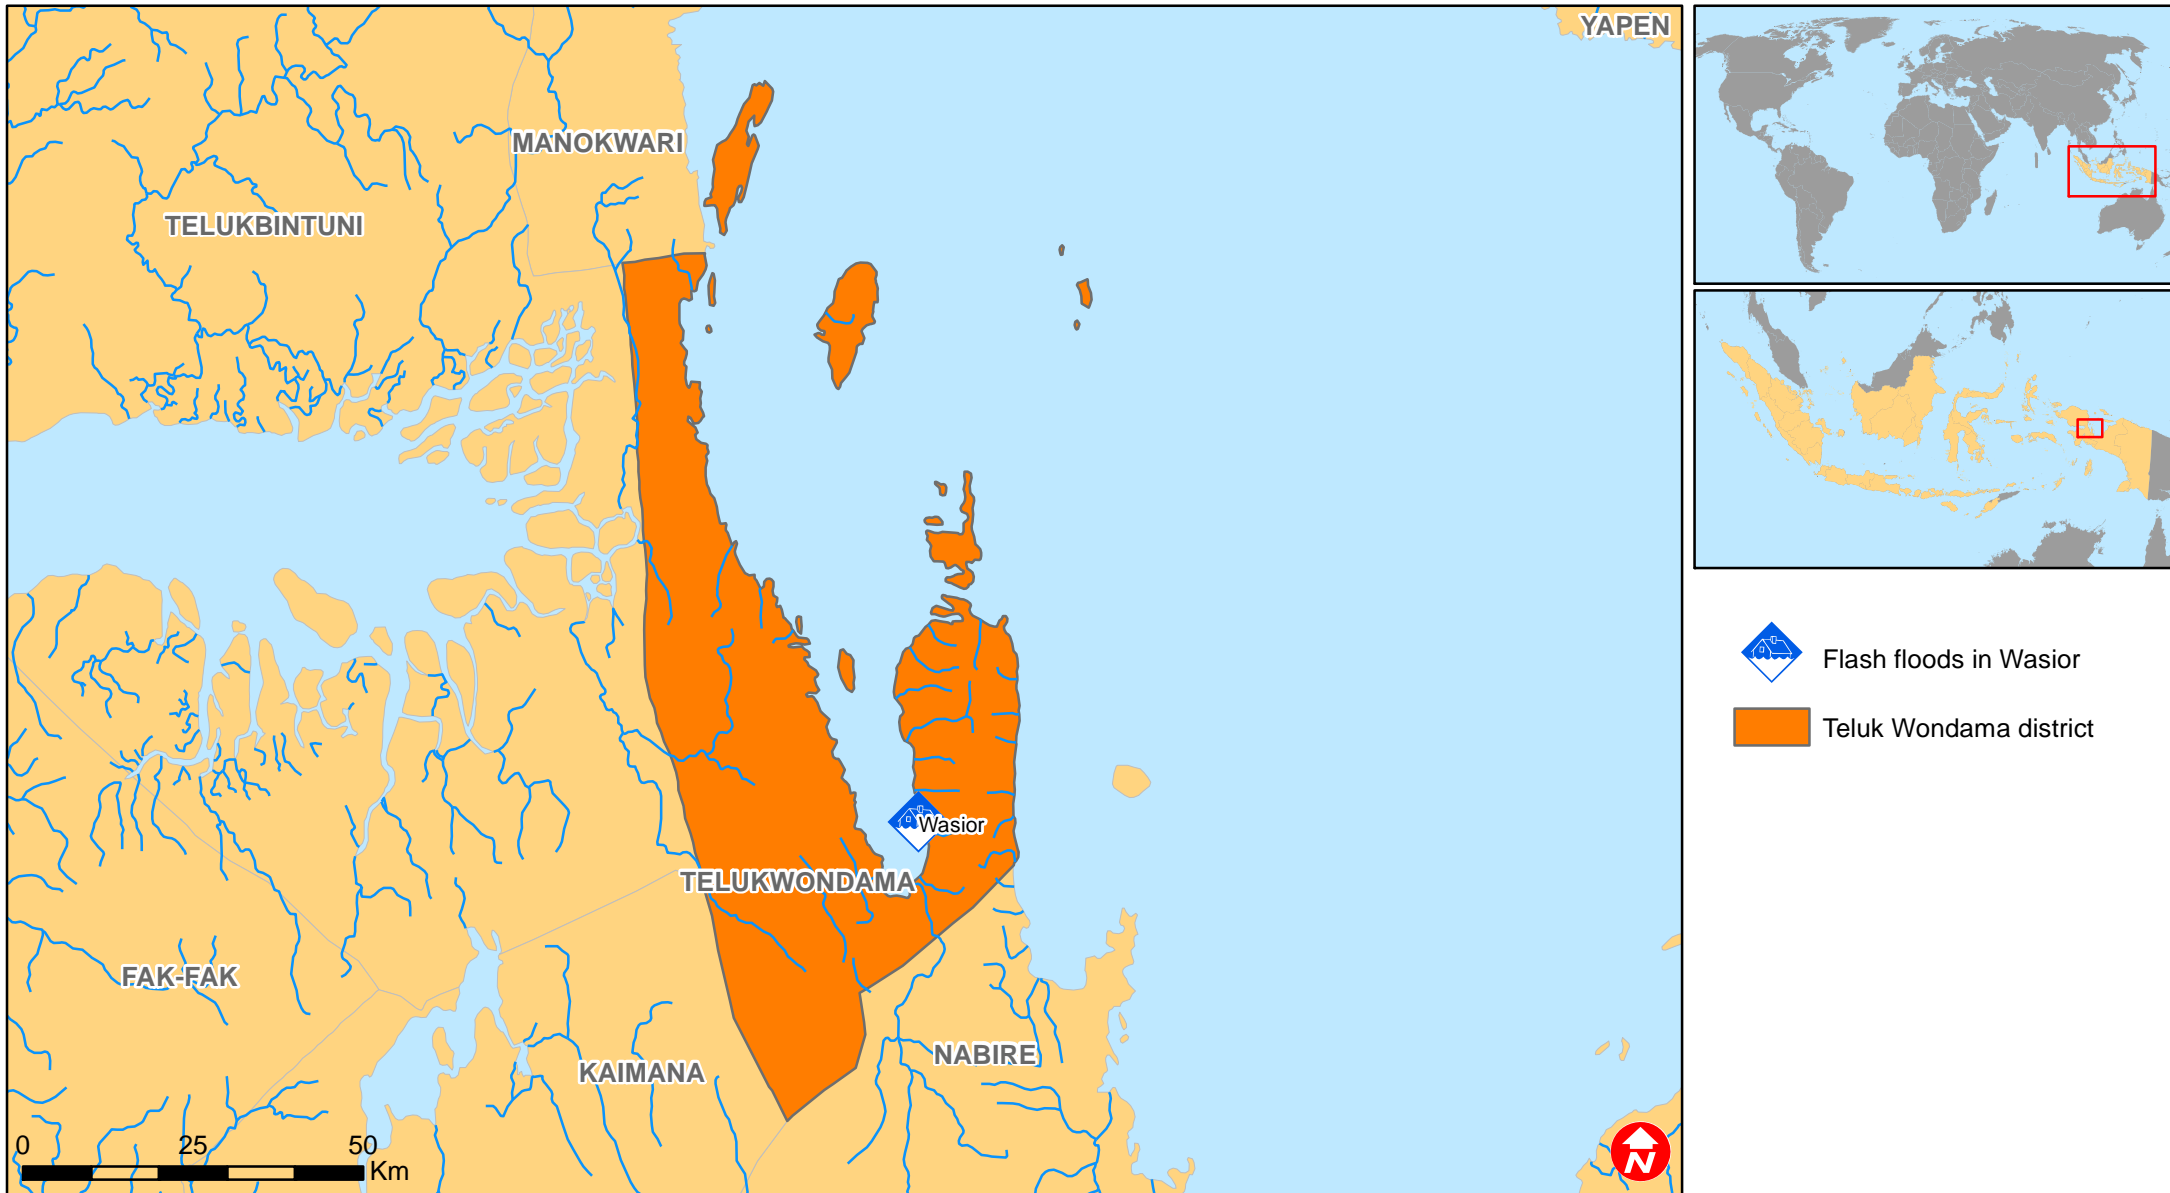 YAPEN
MANOKWARI
TELUKBINTUNI
Wasior
TELUKWONDAMA
FAK-FAK
NABIRE
KAIMANA
0 25 50
Km
N
Flash floods in Wasior
Teluk Wondama district